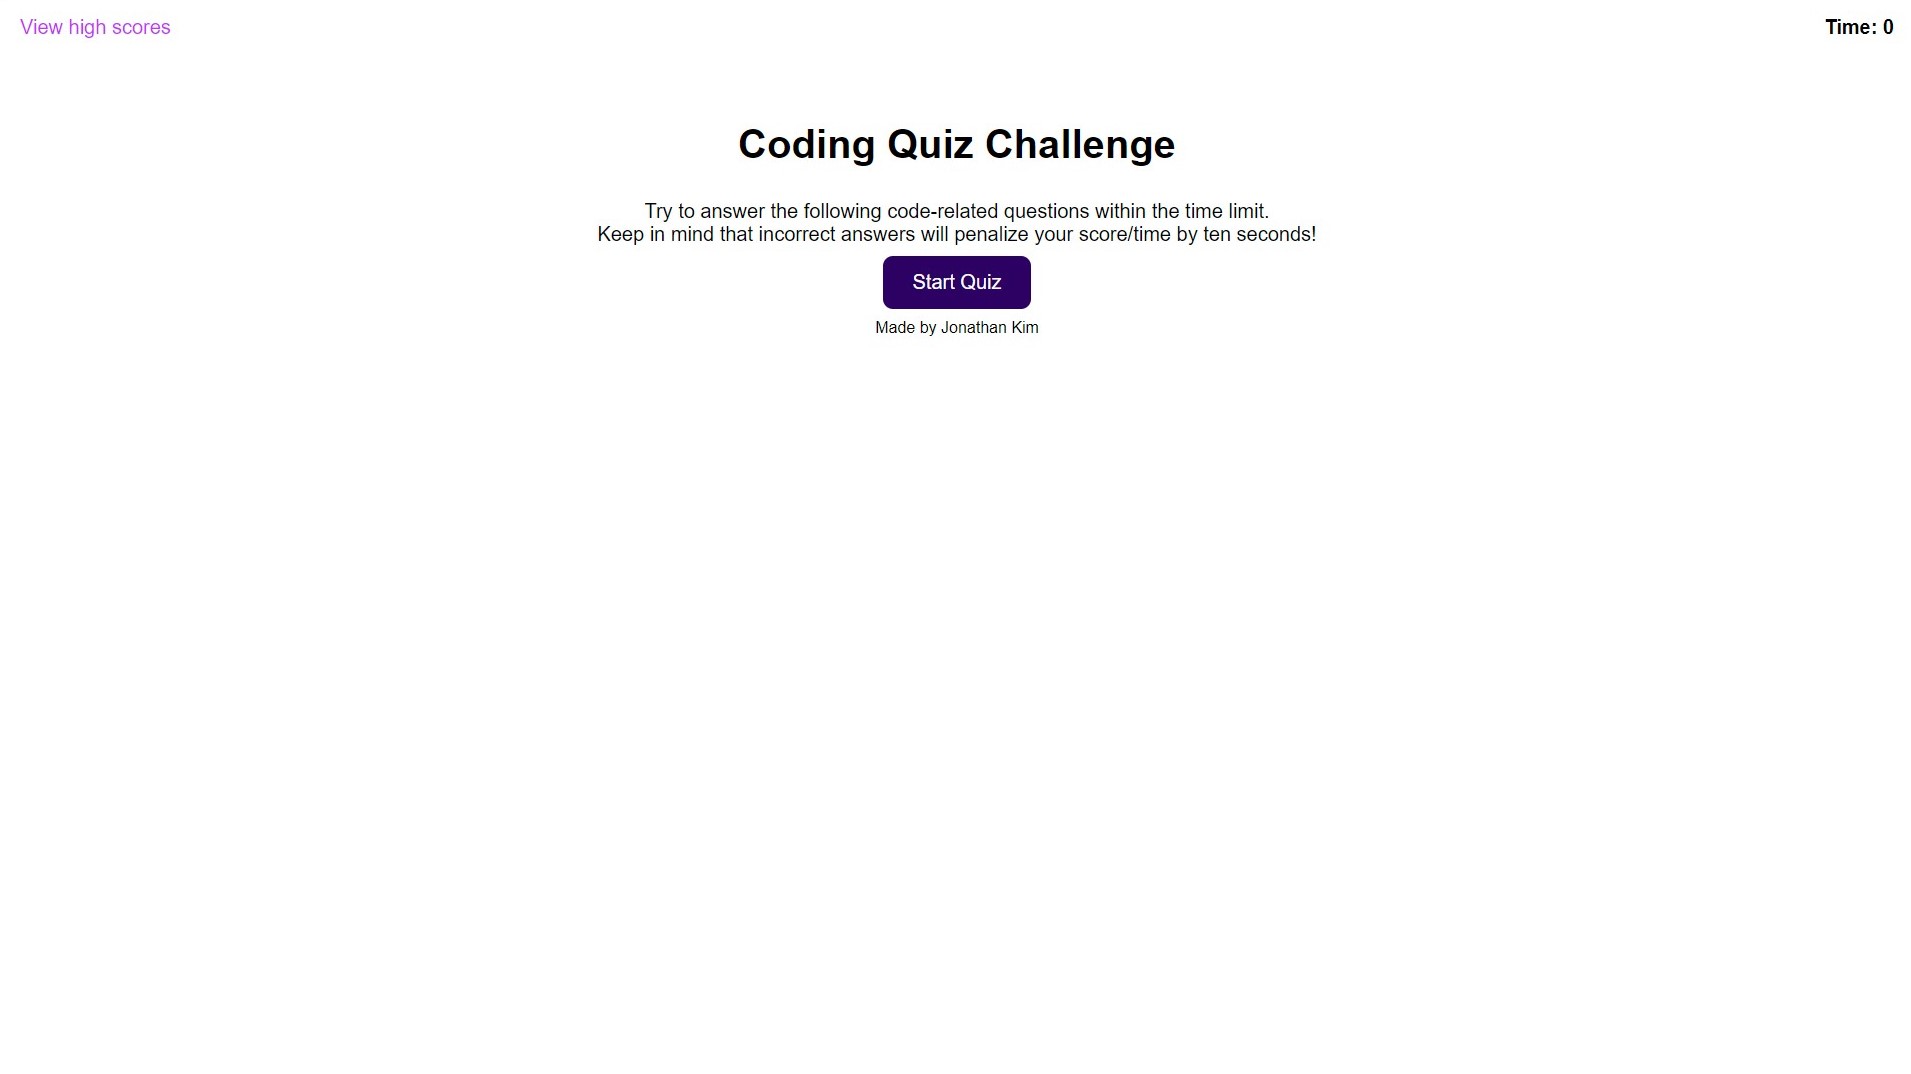 View high scores
Time: 0
Coding Quiz Challenge
Try to answer the following code-related questions within the time limit.
Keep in mind that incorrect answers will penalize your score/time by ten seconds!
Start Quiz
Made by Jonathan Kim